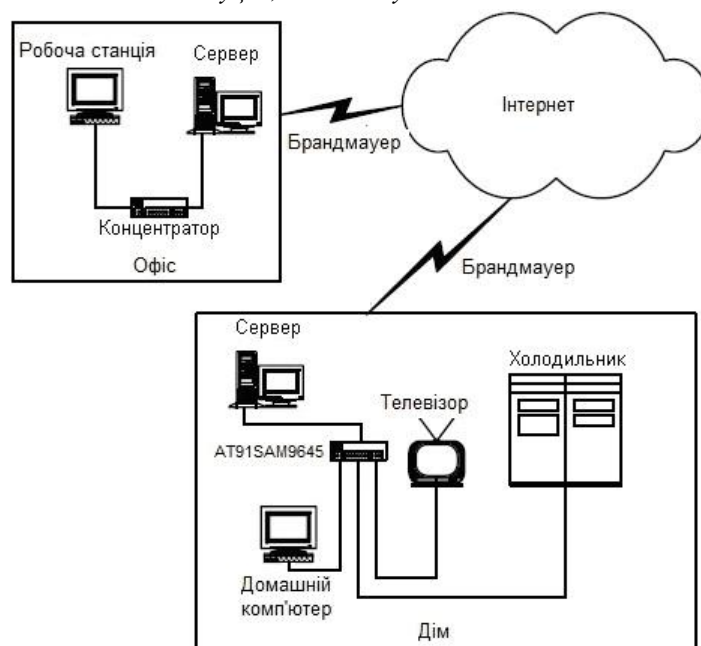 Робоча станція
Сервер
Інтернет
Брандмауер
Концентратор
Офіс
Брандмауер
Сервер
Холодильник
Телевізор
AT91SAM9645
Домашній
комп'ютер
Дім